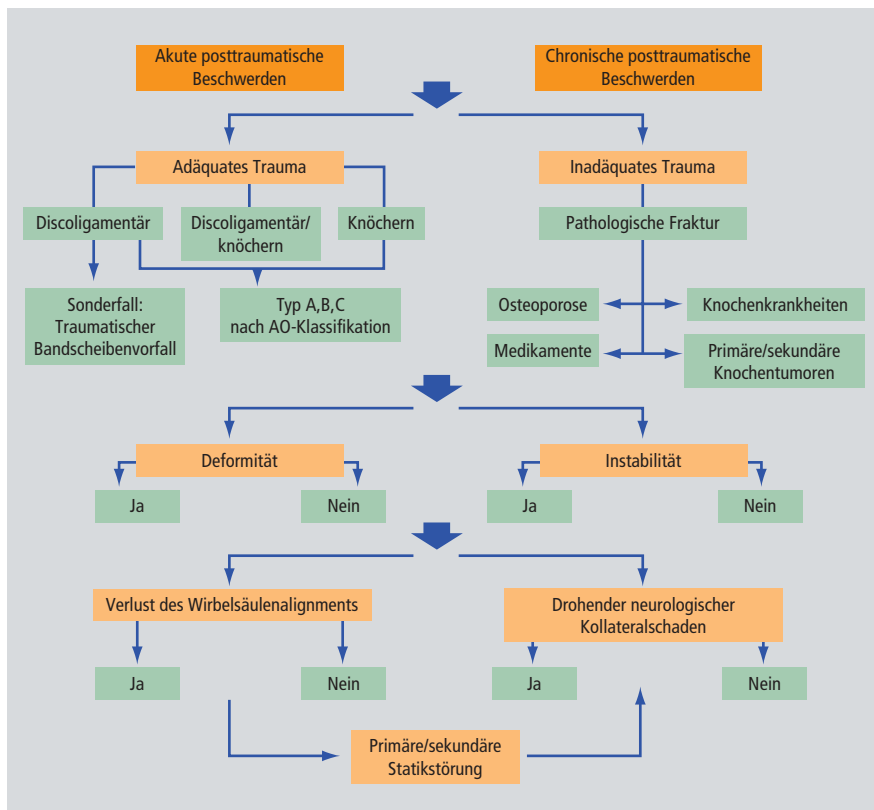 Akute posttraumatische
Beschwerden
Chronische posttraumatische
Beschwerden
Adäquates Trauma
Inadäquates Trauma
Discoligamentär
Discoligamentär/
knöchern
Knöchern
Pathologische Fraktur
Sonderfall:
Traumatischer
Bandscheibenvorfall
Typ A,B,C
nach AO-Klassifikation
Osteoporose
Knochenkrankheiten
Medikamente
Primäre/sekundäre
Knochentumoren
Deformität
Instabilität
Ja
Nein
Ja
Nein
Verlust des Wirbelsäulenalignments
Drohender neurologischer
Kollateralschaden
Ja
Nein
Ja
Nein
Primäre/sekundäre
Statikstörung